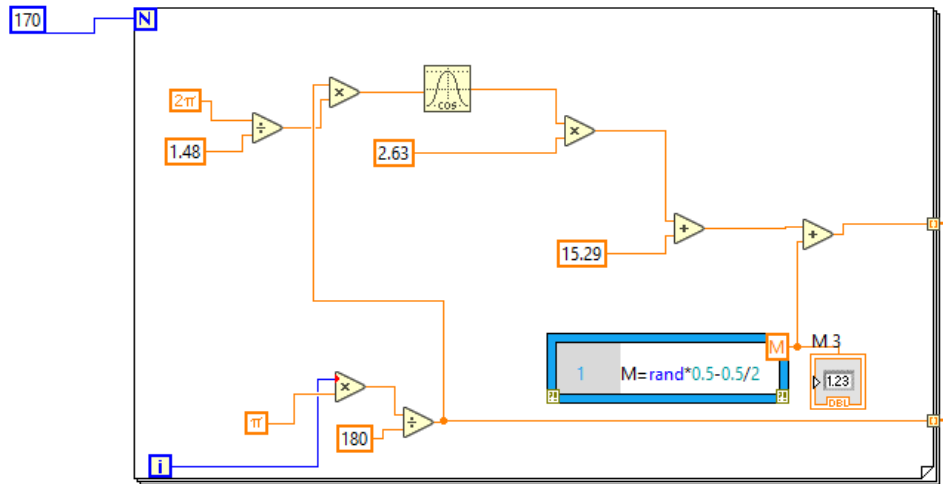 170
N
2π
÷
1.48
×
cos
2.63
×
+
15.29
+
M
M 3
1
M=rand*0.5-0.5/2
1.23
DBL
×
π
÷
180
i